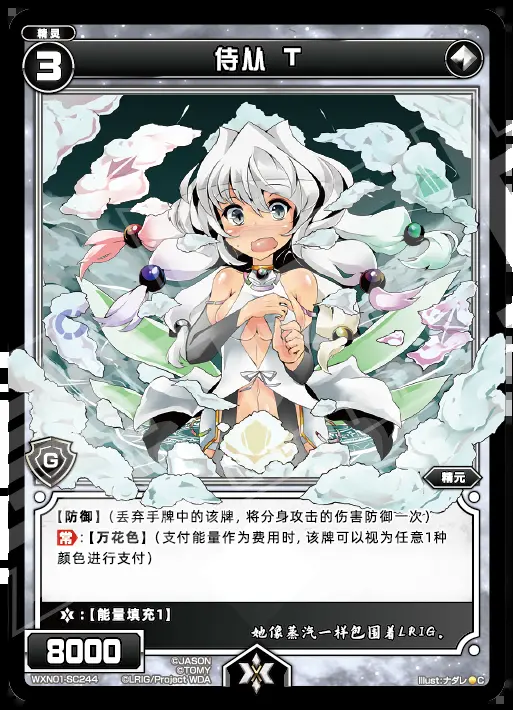 精灵
3
侍从 T
G
精元
【防御】（丢弃手牌中的该牌, 将分身攻击的伤害防御一次）
常:【万花色】（支付能量作为费用时, 该牌可以视为任意1种
颜色进行支付）
:【能量填充1】
她像蒸汽一样包围着LRIG。
8000
©JASON
©TOMY
WXN01-SC244 ©LRIG/Project WDA
Illust:ナダレ C